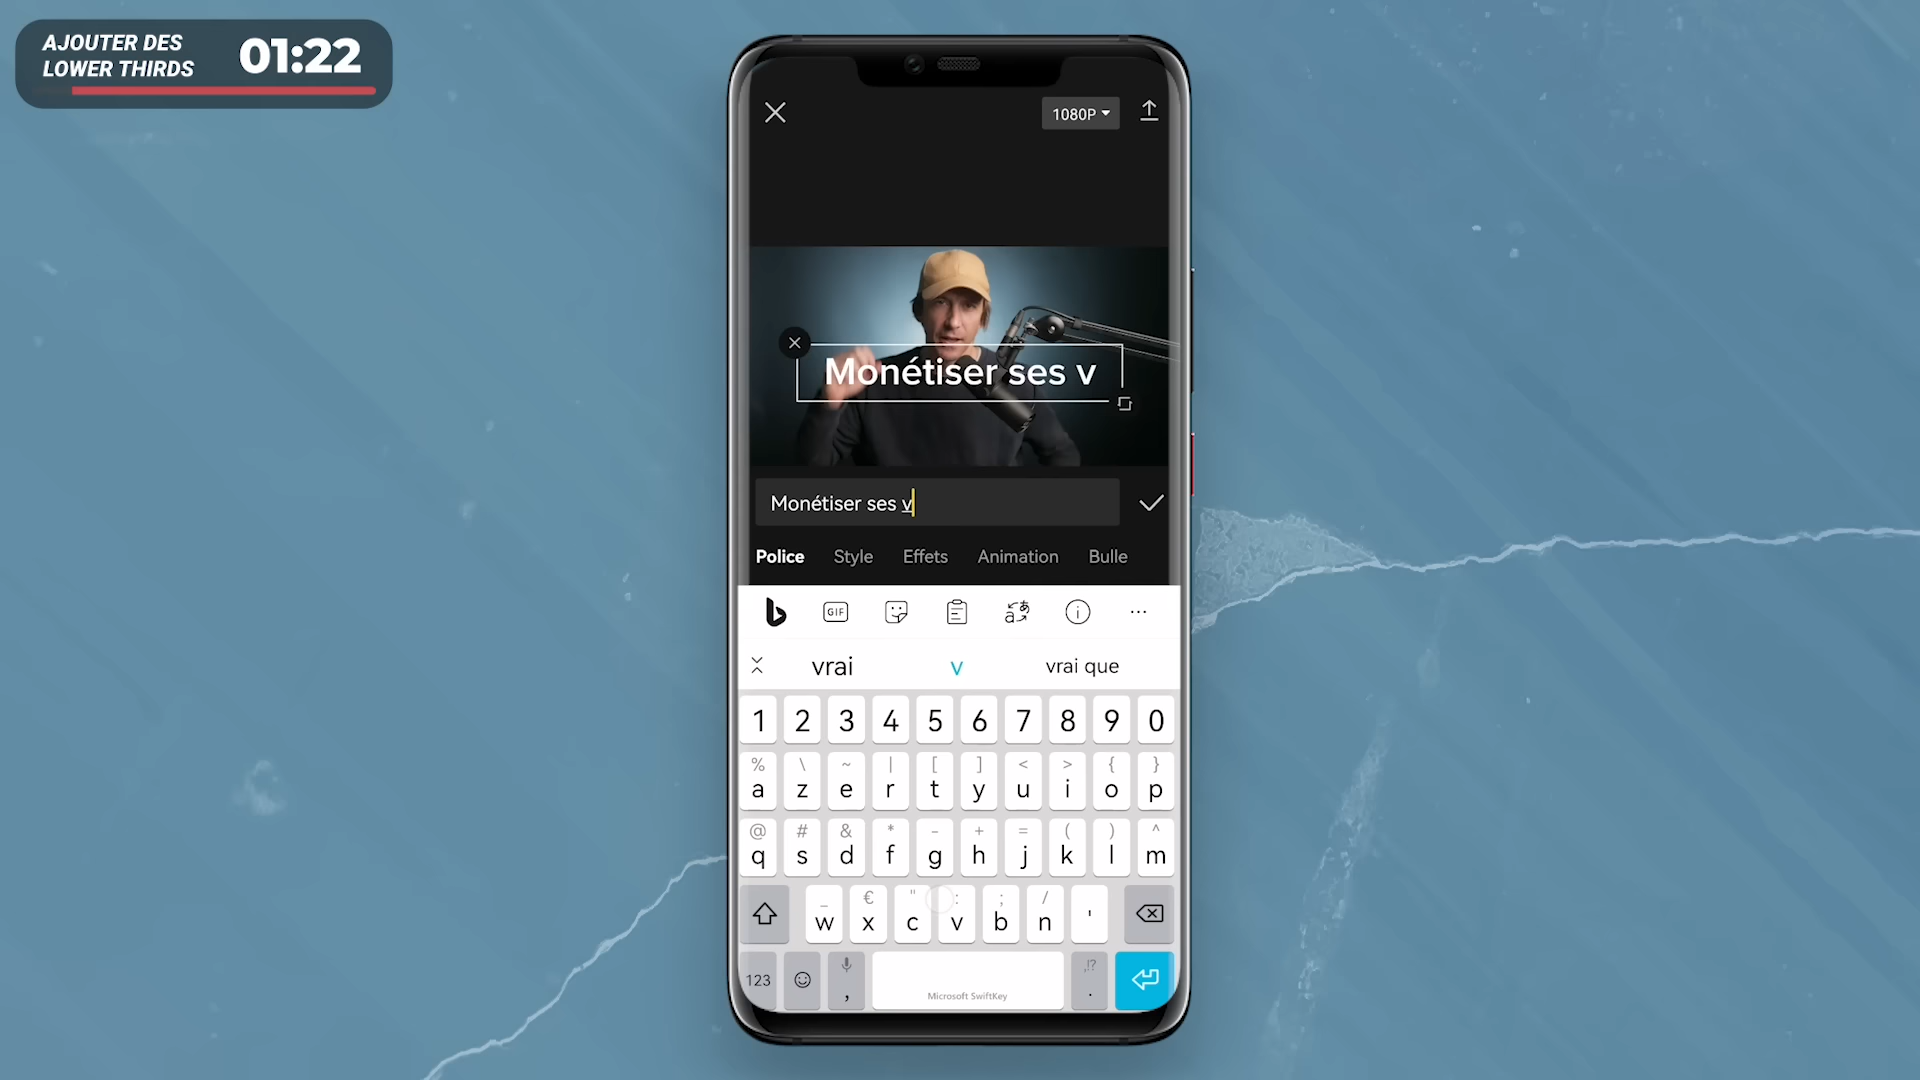 AJOUTER DES
LOWER THIRDS
01:22
1080P
Monétiser ses v
Monétiser ses v
Police Style Effets Animation Bulle
GIF
vrai v vrai que
1 2 3 4 5 6 7 8 9 0
% \ ~ | [ ] < > { }
a z e r t y u i o p
@ # & * - + = ( ) ^
q s d f g h j k l m
_ € " : ; /
w x c v b n '
,!?
123 , Microsoft SwiftKey .